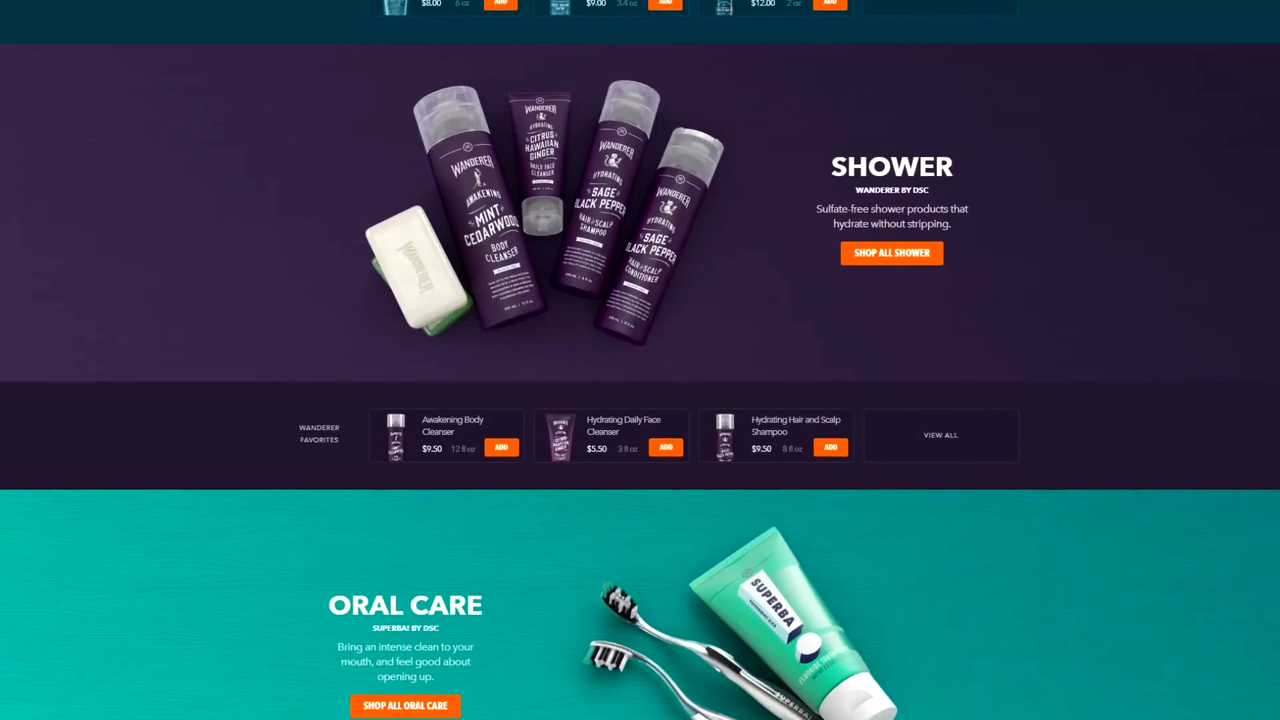 $8.00 6 oz ADD
$9.00 3.4 oz ADD
$12.00 2 oz ADD
WANDERER
&
HYDRATING
CITRUS
HAWAIIAN
GINGER
DAILY FACE
CLEANSER
WANDERER
AWAKENING
MINT
CEDARWOOD
BODY
CLEANSER
WANDERER
HYDRATING
SAGE
BLACK PEPPER
HAIR & SCALP
SHAMPOO
WANDERER
HYDRATING
SAGE
BLACK PEPPER
HAIR & SCALP
CONDITIONER
WANDERER
SHOWER
WANDERER BY DSC
Sulfate-free shower products that
hydrate without stripping.
SHOP ALL SHOWER
WANDERER
FAVORITES
Awakening Body
Cleanser
$9.50 12 fl oz ADD
Hydrating Daily Face
Cleanser
$5.50 3 fl oz ADD
Hydrating Hair and Scalp
Shampoo
$9.50 8 fl oz ADD
VIEW ALL
ORAL CARE
SUPERBA! BY DSC
Bring an intense clean to your
mouth, and feel good about
opening up.
SHOP ALL ORAL CARE
SUPERBA
SUPERBA!